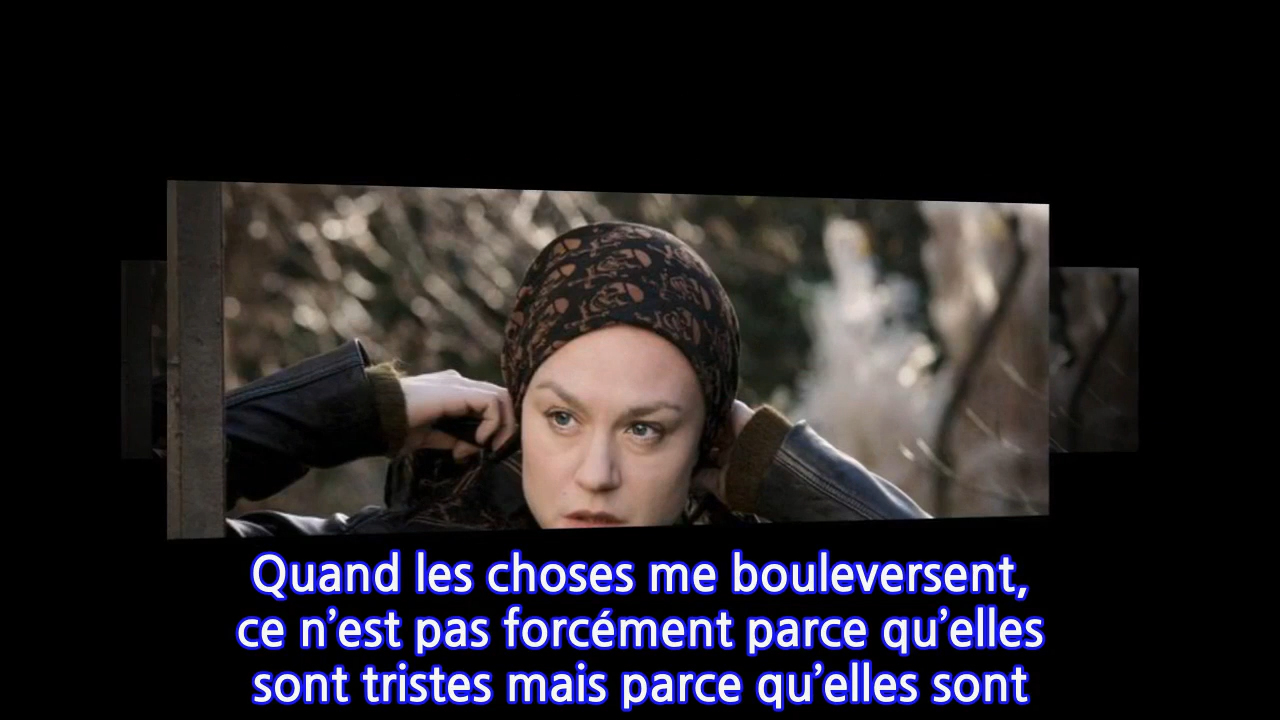 Quand les choses me bouleversent,
ce n’est pas forcément parce qu’elles
sont tristes mais parce qu’elles sont